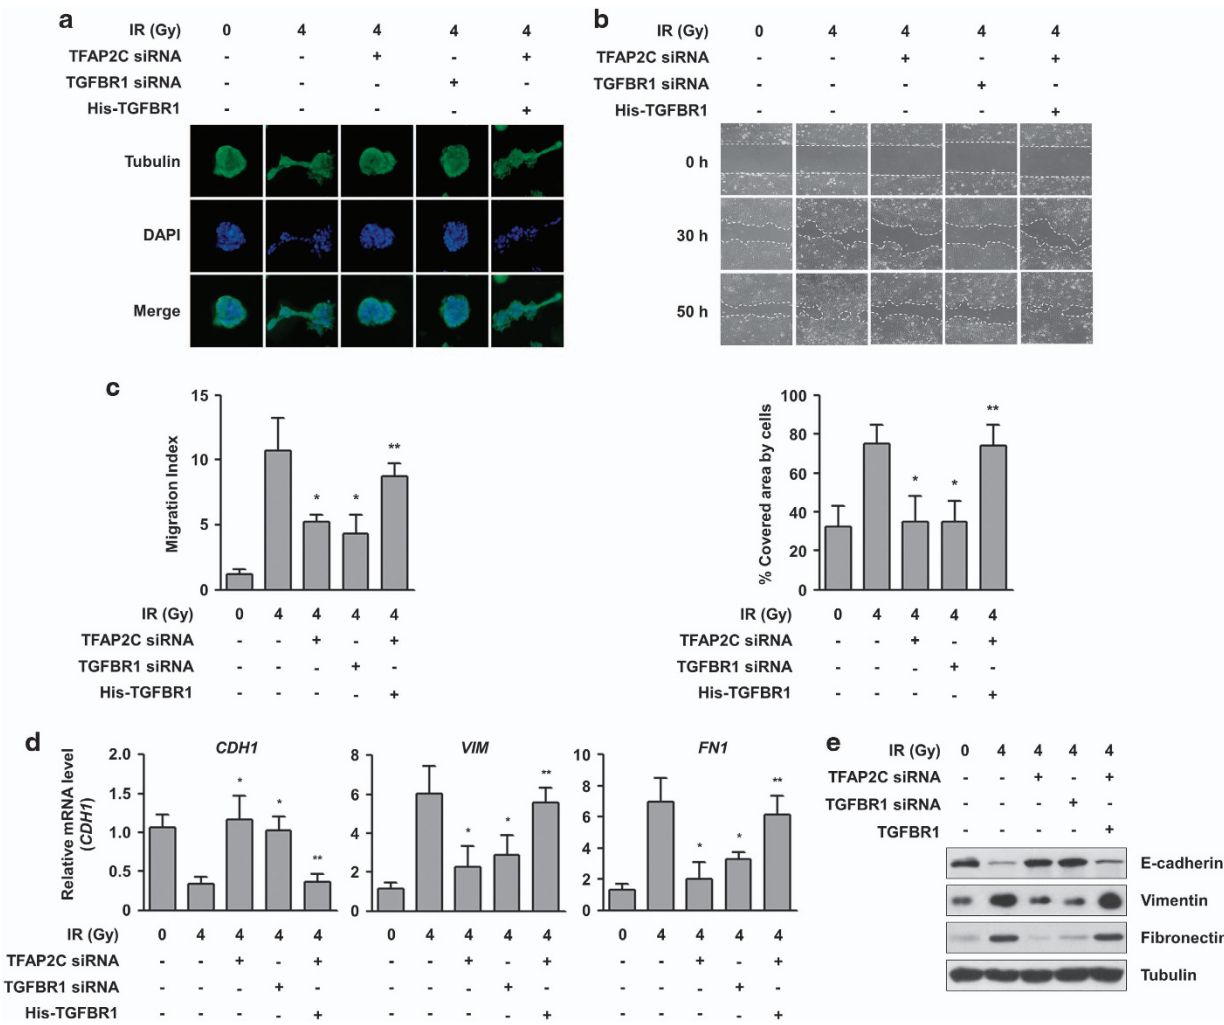 a
IR (Gy) 0 4 4 4 4
TFAP2C siRNA - - + - +
TGFBR1 siRNA - - - + -
His-TGFBR1 - - - - +
Tubulin
DAPI
Merge
b
IR (Gy) 0 4 4 4 4
TFAP2C siRNA - - + - +
TGFBR1 siRNA - - - + -
His-TGFBR1 - - - - +
0 h
30 h
50 h
c
Migration Index
15
10
5
0
* * **
IR (Gy) 0 4 4 4 4
TFAP2C siRNA - - + - +
TGFBR1 siRNA - - - + -
His-TGFBR1 - - - - +
% Covered area by cells
100
80
60
40
20
0
* * **
IR (Gy) 0 4 4 4 4
TFAP2C siRNA - - + - +
TGFBR1 siRNA - - - + -
His-TGFBR1 - - - - +
d
Relative mRNA level
(CDH1)
CDH1
2.0
1.5
1.0
0.5
0
* * **
VIM
8
6
4
2
0
* * **
FN1
10
8
6
4
2
0
* * **
IR (Gy) 0 4 4 4 4 0 4 4 4 4 0 4 4 4 4
TFAP2C siRNA - - + - + - - + - + - - + - +
TGFBR1 siRNA - - - + - - - - + - - - - + -
His-TGFBR1 - - - - + - - - - + - - - - +
e
IR (Gy) 0 4 4 4 4
TFAP2C siRNA - - + - +
TGFBR1 siRNA - - - + -
TGFBR1 - - - - +
E-cadherin
Vimentin
Fibronectin
Tubulin